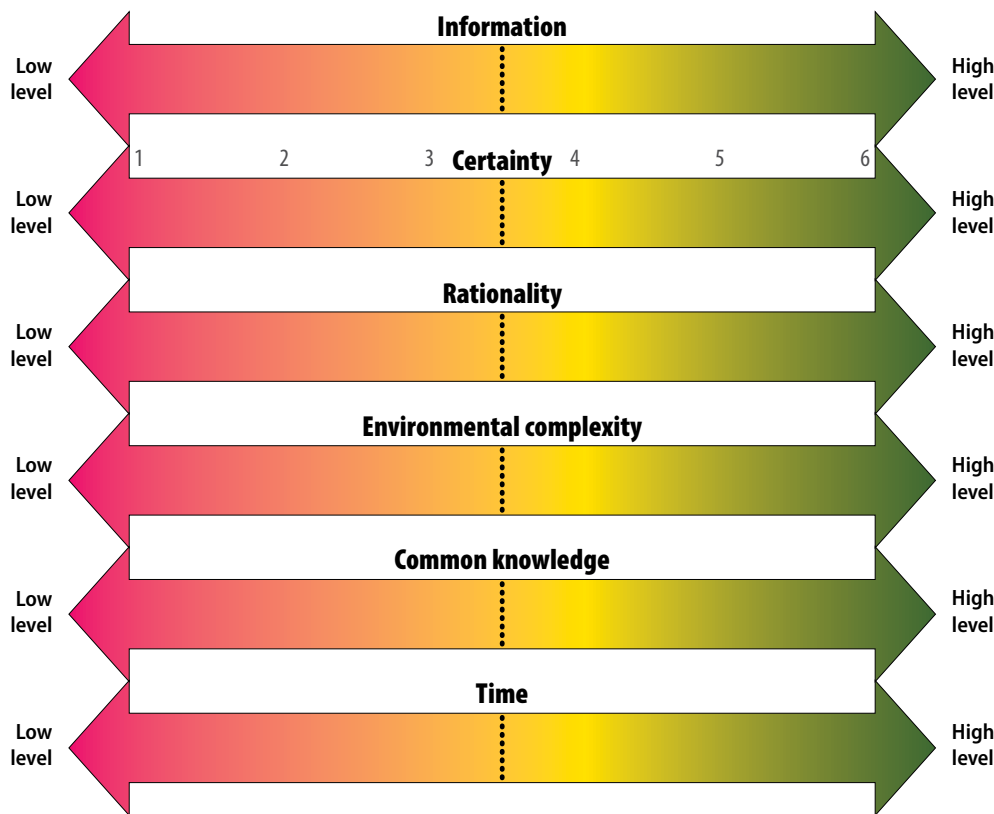 Information
Low
level
High
level
1 2 3 Certainty 4 5 6
Low
level
High
level
Rationality
Low
level
High
level
Environmental complexity
Low
level
High
level
Common knowledge
Low
level
High
level
Time
Low
level
High
level